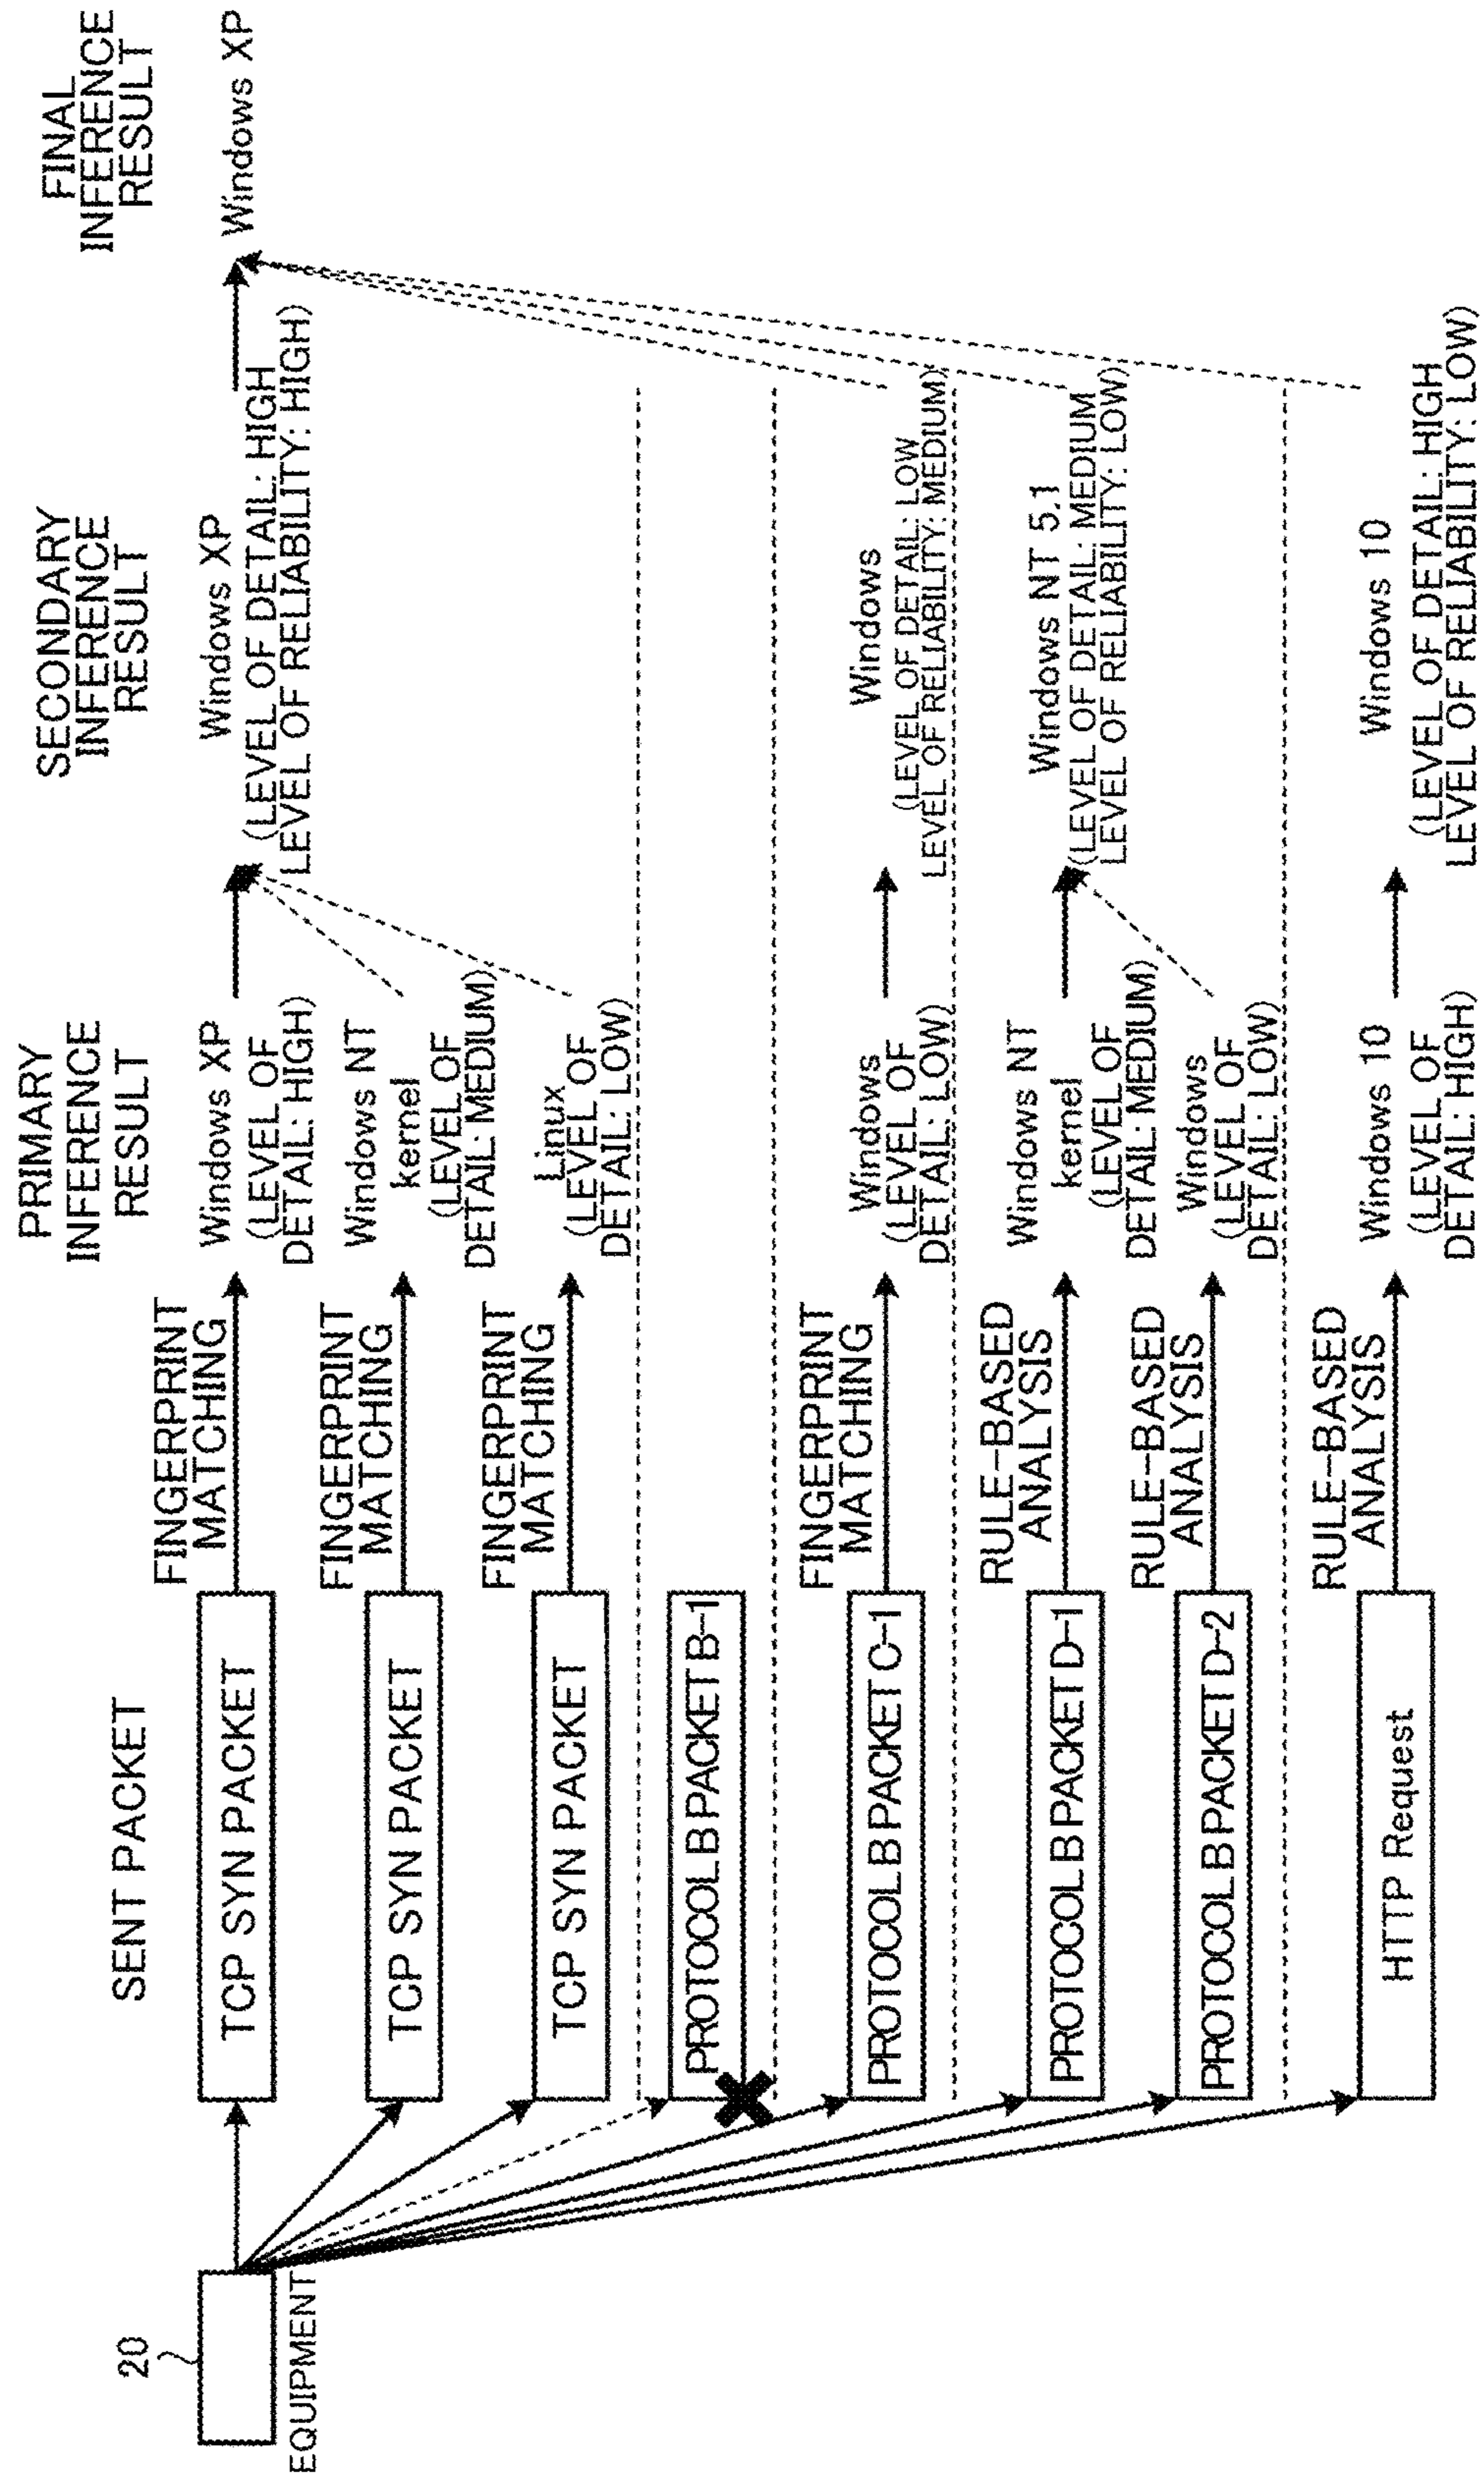 20
EQUIPMENT
SENT PACKET
PRIMARY
INFERENCE
RESULT
SECONDARY
INFERENCE
RESULT
FINAL
INFERENCE
RESULT
TCP SYN PACKET
FINGERPRINT
MATCHING
Windows XP
(LEVEL OF
DETAIL: HIGH)
Windows XP
(LEVEL OF DETAIL: HIGH
LEVEL OF RELIABILITY: HIGH)
Windows XP
TCP SYN PACKET
FINGERPRINT
MATCHING
Windows NT
kernel
(LEVEL OF
DETAIL: MEDIUM)
TCP SYN PACKET
FINGERPRINT
MATCHING
Linux
(LEVEL OF
DETAIL: LOW)
PROTOCOL B PACKET B-1
PROTOCOL B PACKET C-1
FINGERPRINT
MATCHING
Windows
(LEVEL OF
DETAIL: LOW)
Windows
(LEVEL OF DETAIL: LOW
LEVEL OF RELIABILITY: MEDIUM)
PROTOCOL B PACKET D-1
RULE-BASED
ANALYSIS
Windows NT
kernel
(LEVEL OF
DETAIL: MEDIUM)
Windows NT 5.1
(LEVEL OF DETAIL: MEDIUM
LEVEL OF RELIABILITY: LOW)
PROTOCOL B PACKET D-2
RULE-BASED
ANALYSIS
Windows
(LEVEL OF
DETAIL: LOW)
HTTP Request
RULE-BASED
ANALYSIS
Windows 10
(LEVEL OF
DETAIL: HIGH)
Windows 10
(LEVEL OF DETAIL: HIGH
LEVEL OF RELIABILITY: LOW)